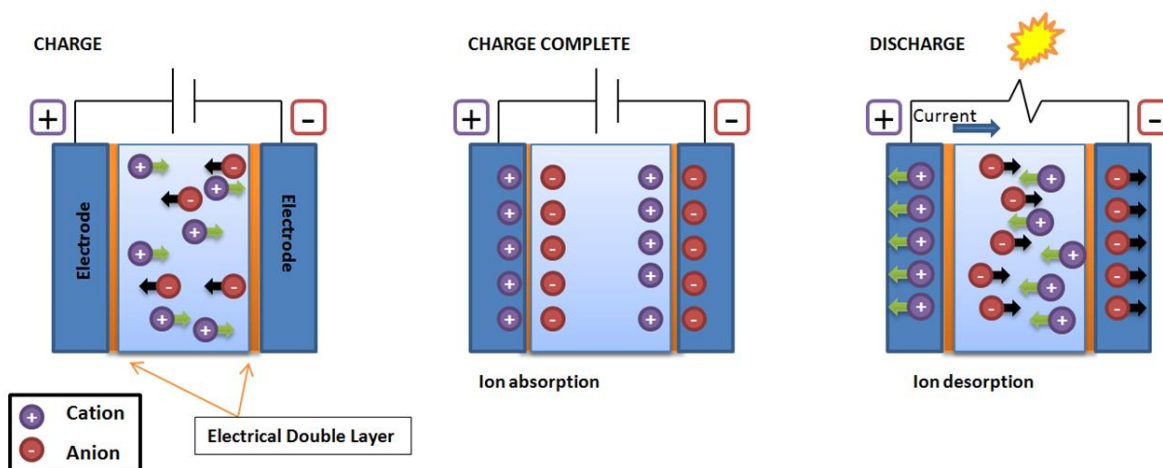 CHARGE
CHARGE COMPLETE
DISCHARGE
+
-
+
-
+
-
Current
Electrode
Electrode
Ion absorption
Ion desorption
+ Cation
- Anion
Electrical Double Layer